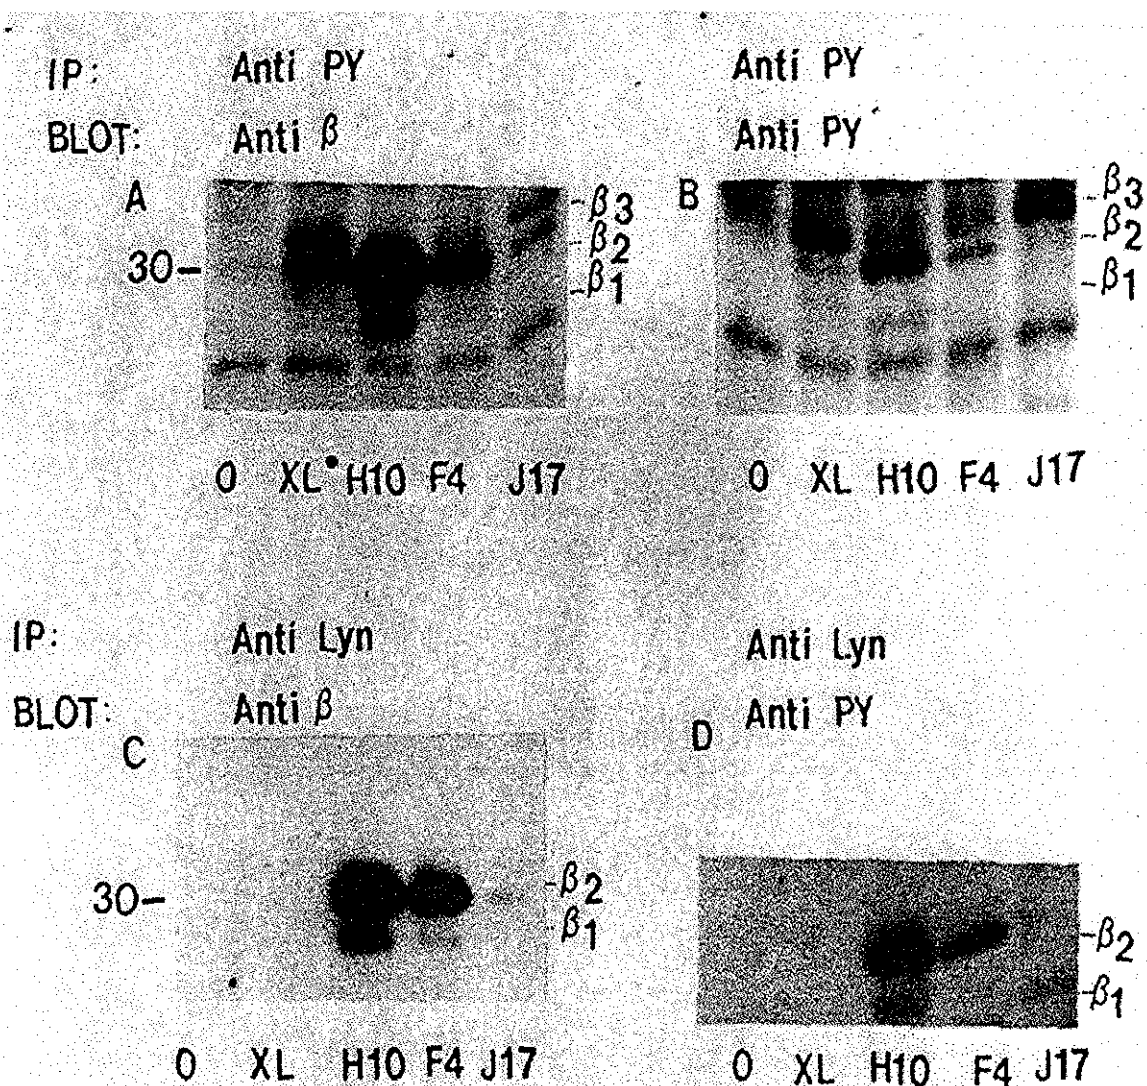 IP: Anti PY Anti PY
BLOT: Anti β Anti PY
A B
30-
-β3
-β2
-β1
-β3
-β2
-β1
0 XL H10 F4 J17
0 XL H10 F4 J17
IP: Anti Lyn Anti Lyn
BLOT: Anti β Anti PY
C D
30-
-β2
-β1
-β2
-β1
0 XL H10 F4 J17
0 XL H10 F4 J17